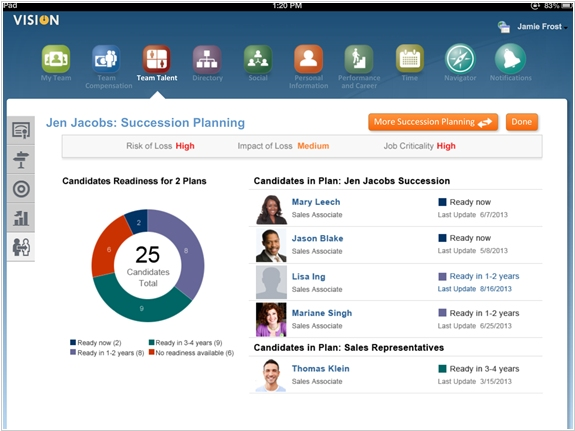 iPad 1:20 PM 83%
VISION
Jamie Frost
My Team
Team Compensation
Team Talent
Directory
Social
Personal Information
Performance and Career
Time
Navigator
Notifications
Jen Jacobs: Succession Planning
More Succession Planning
Done
Risk of Loss High Impact of Loss Medium Job Criticality High
Candidates Readiness for 2 Plans
2
8
9
6
25
Candidates
Total
Ready now (2) Ready in 3-4 years (9)
Ready in 1-2 years (8) No readiness available (6)
Candidates in Plan: Jen Jacobs Succession
Mary Leech Ready now
Sales Associate Last Update 6/7/2013
Jason Blake Ready now
Sales Associate Last Update 5/8/2013
Lisa Ing Ready in 1-2 years
Sales Associate Last Update 8/16/2013
Mariane Singh Ready in 1-2 years
Sales Associate Last Update 6/25/2013
Candidates in Plan: Sales Representatives
Thomas Klein Ready in 3-4 years
Sales Associate Last Update 3/15/2013